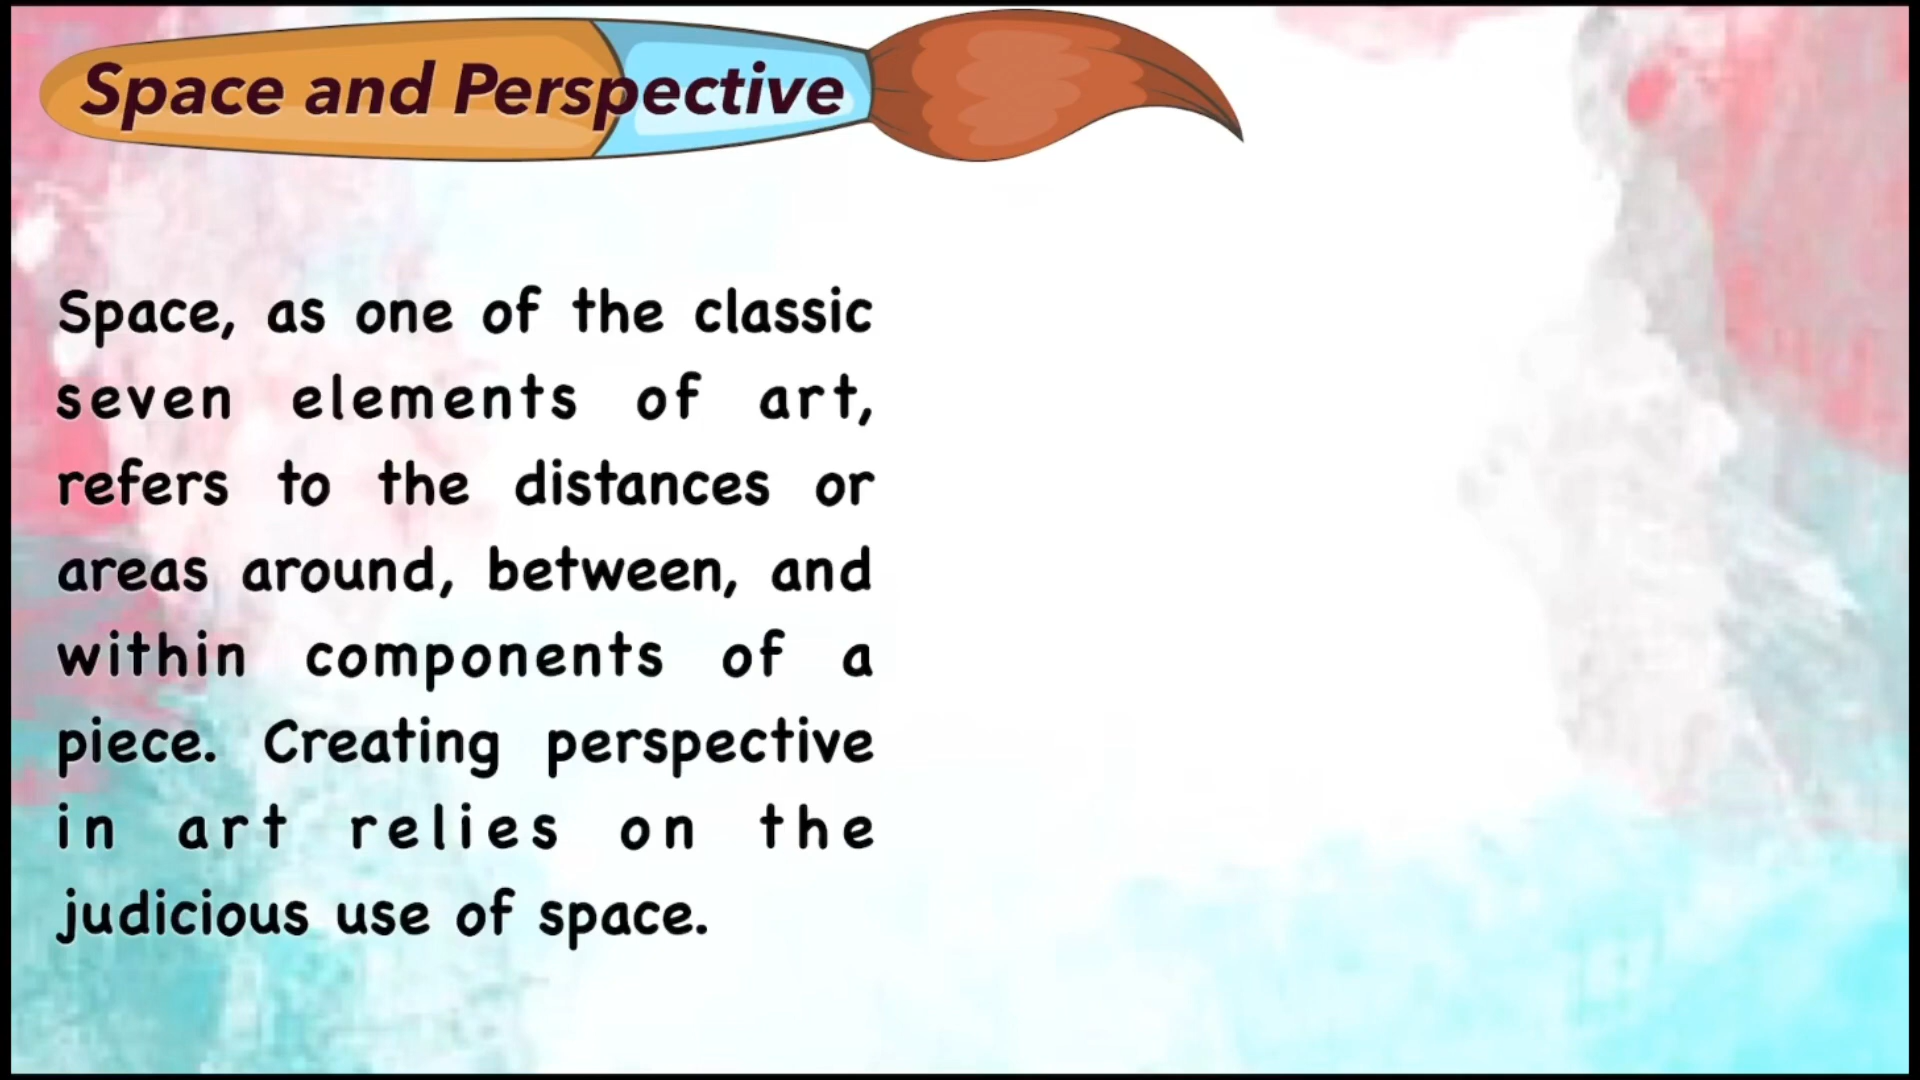 Space and Perspective
Space, as one of the classic
seven elements of art,
refers to the distances or
areas around, between, and
within components of a
piece. Creating perspective
in art relies on the
judicious use of space.